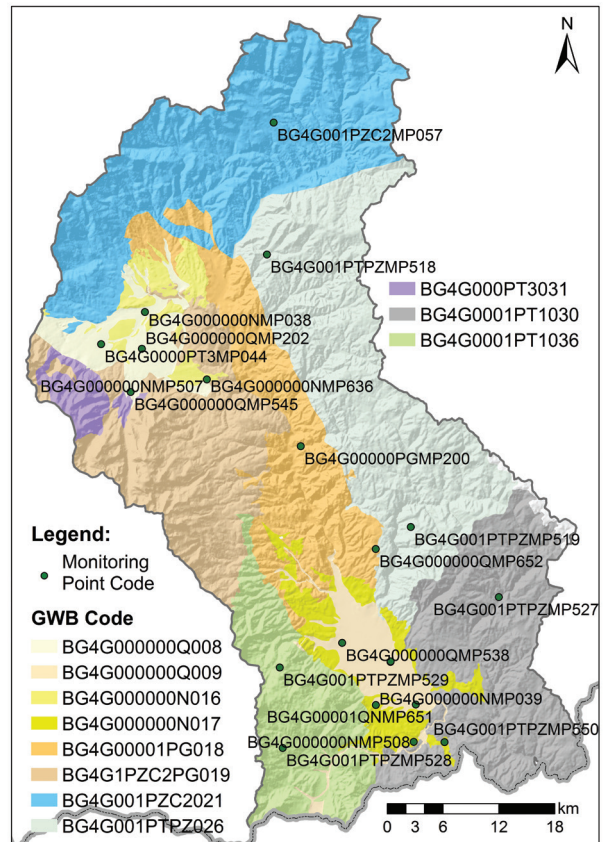 N
BG4G001PZC2MP057
BG4G001PTPZMP518
BG4G000PT3031
BG4G0001PT1030
BG4G0001PT1036
BG4G000000NMP038
BG4G000000QMP202
BG4G0000PT3MP044
BG4G000000NMP507
BG4G000000NMP636
BG4G000000QMP545
BG4G00000PGMP200
Legend:
Monitoring
Point Code
BG4G001PTPZMP519
BG4G000000QMP652
BG4G001PTPZMP527
GWB Code
BG4G000000Q008
BG4G000000Q009
BG4G000000N016
BG4G000000N017
BG4G00001PG018
BG4G1PZC2PG019
BG4G001PZC2021
BG4G001PTPZ026
BG4G000000QMP538
BG4G001PTPZMP529
BG4G000000NMP039
BG4G00001QNMP651
BG4G001PTPZMP550
BG4G000000NMP508
BG4G001PTPZMP528
0 3 6 12 18
km